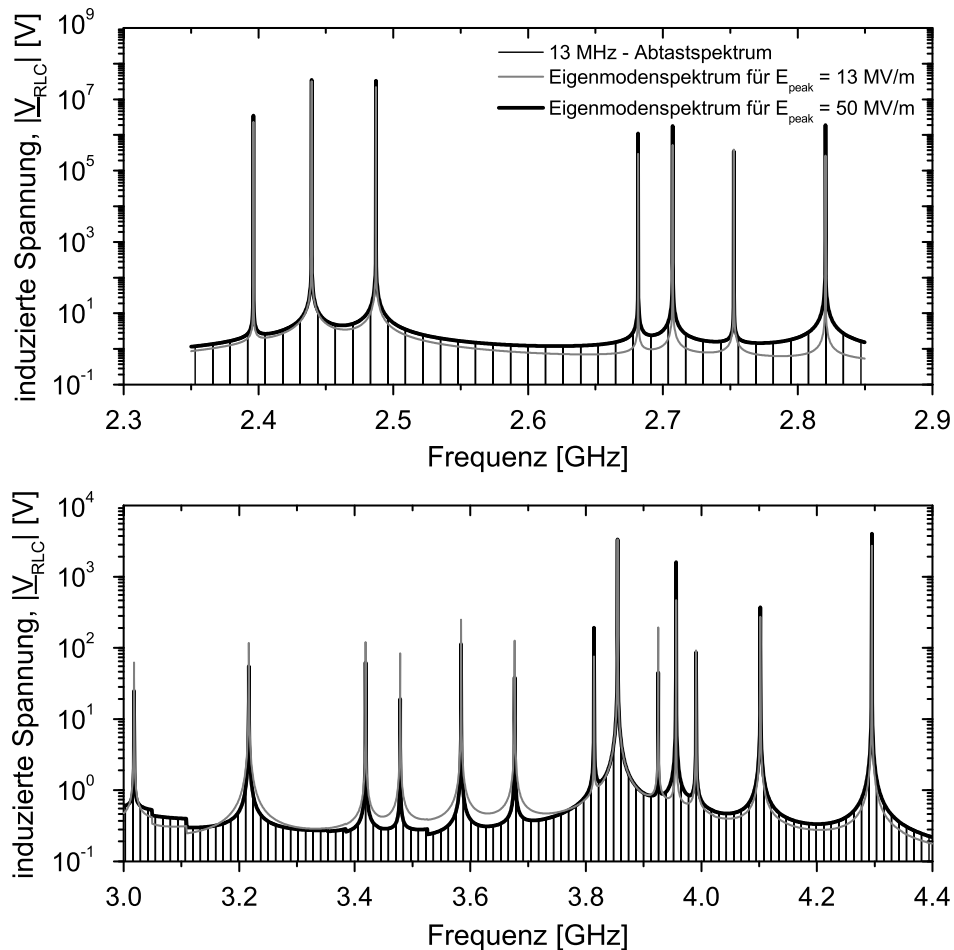 induzierte Spannung, |V_RLC| [V]
10^9
10^7
10^5
10^3
10^1
10^-1
13 MHz - Abtastspektrum
Eigenmodenspektrum für E_peak = 13 MV/m
Eigenmodenspektrum für E_peak = 50 MV/m
2.3 2.4 2.5 2.6 2.7 2.8 2.9
Frequenz [GHz]
induzierte Spannung, |V_RLC| [V]
10^4
10^3
10^2
10^1
10^0
10^-1
3.0 3.2 3.4 3.6 3.8 4.0 4.2 4.4
Frequenz [GHz]